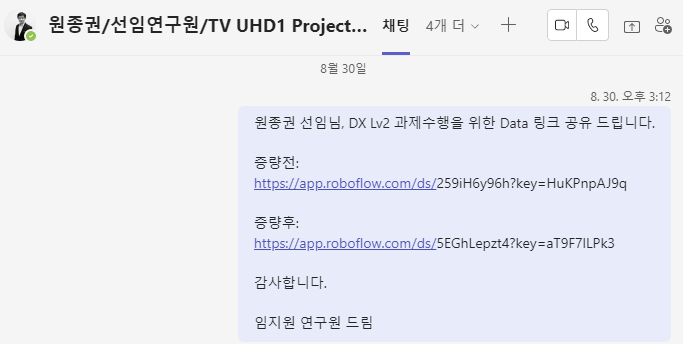 원종권/선임연구원/TV UHD1 Project...
채팅
4개 더
8월 30일
8. 30. 오후 3:12
원종권 선임님, DX Lv2 과제수행을 위한 Data 링크 공유 드립니다.
증량전:
https://app.roboflow.com/ds/259iH6y96h?key=HuKPnpAJ9q
증량후:
https://app.roboflow.com/ds/5EGhLepzt4?key=aT9F7lLPk3
감사합니다.
임지원 연구원 드림